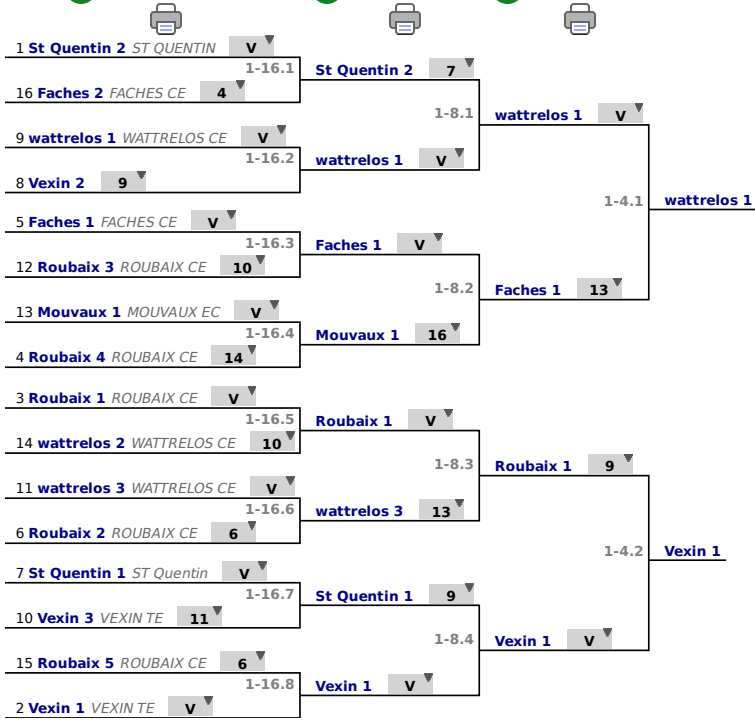 1 St Quentin 2 ST QUENTIN V
1-16.1
16 Faches 2 FACHES CE 4
9 wattrelos 1 WATTRELOS CE V
1-16.2
8 Vexin 2 9
5 Faches 1 FACHES CE V
1-16.3
12 Roubaix 3 ROUBAIX CE 10
13 Mouvaux 1 MOUVAUX EC V
1-16.4
4 Roubaix 4 ROUBAIX CE 14
3 Roubaix 1 ROUBAIX CE V
1-16.5
14 wattrelos 2 WATTRELOS CE 10
11 wattrelos 3 WATTRELOS CE V
1-16.6
6 Roubaix 2 ROUBAIX CE 6
7 St Quentin 1 ST Quentin V
1-16.7
10 Vexin 3 VEXIN TE 11
15 Roubaix 5 ROUBAIX CE 6
1-16.8
2 Vexin 1 VEXIN TE V
St Quentin 2 7
1-8.1
wattrelos 1 V
Faches 1 V
1-8.2
Mouvaux 1 16
Roubaix 1 V
1-8.3
wattrelos 3 13
St Quentin 1 9
1-8.4
Vexin 1 V
wattrelos 1 V
1-4.1
Faches 1 13
Roubaix 1 9
1-4.2
Vexin 1 V
wattrelos 1
Vexin 1